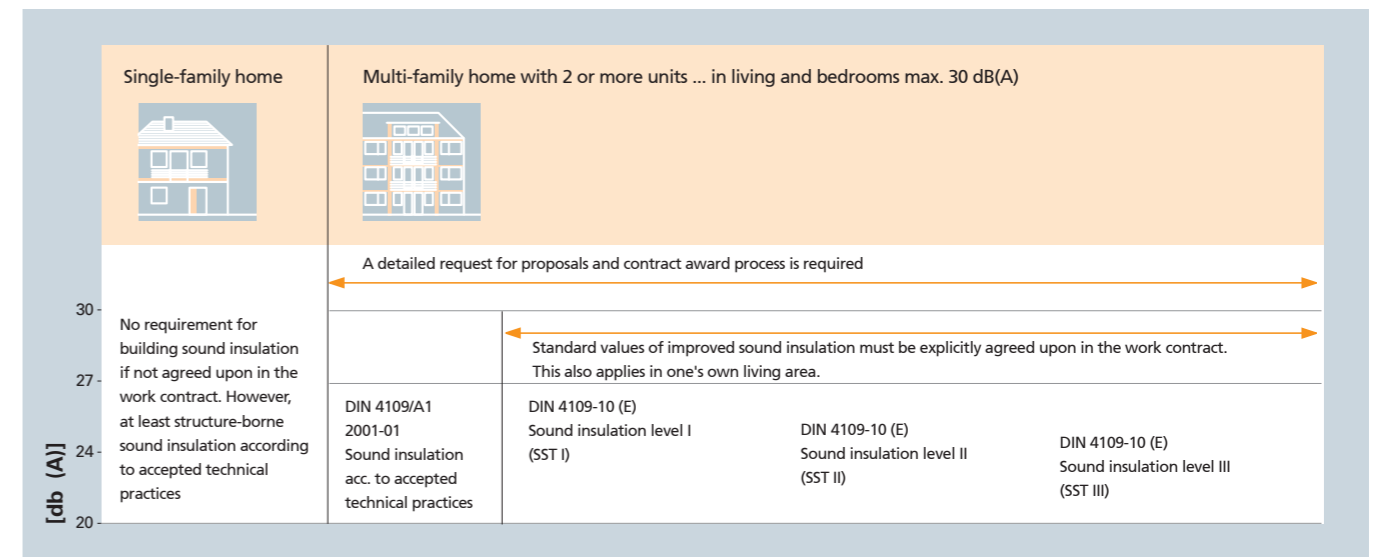 Single-family home
Multi-family home with 2 or more units ... in living and bedrooms max. 30 dB(A)
A detailed request for proposals and contract award process is required
30
27
24
20
[db (A)]
No requirement for
building sound insulation
if not agreed upon in the
work contract. However,
at least structure-borne
sound insulation according
to accepted technical
practices
Standard values of improved sound insulation must be explicitly agreed upon in the work contract.
This also applies in one's own living area.
DIN 4109/A1
2001-01
Sound insulation
acc. to accepted
technical practices
DIN 4109-10 (E)
Sound insulation level I
(SST I)
DIN 4109-10 (E)
Sound insulation level II
(SST II)
DIN 4109-10 (E)
Sound insulation level III
(SST III)